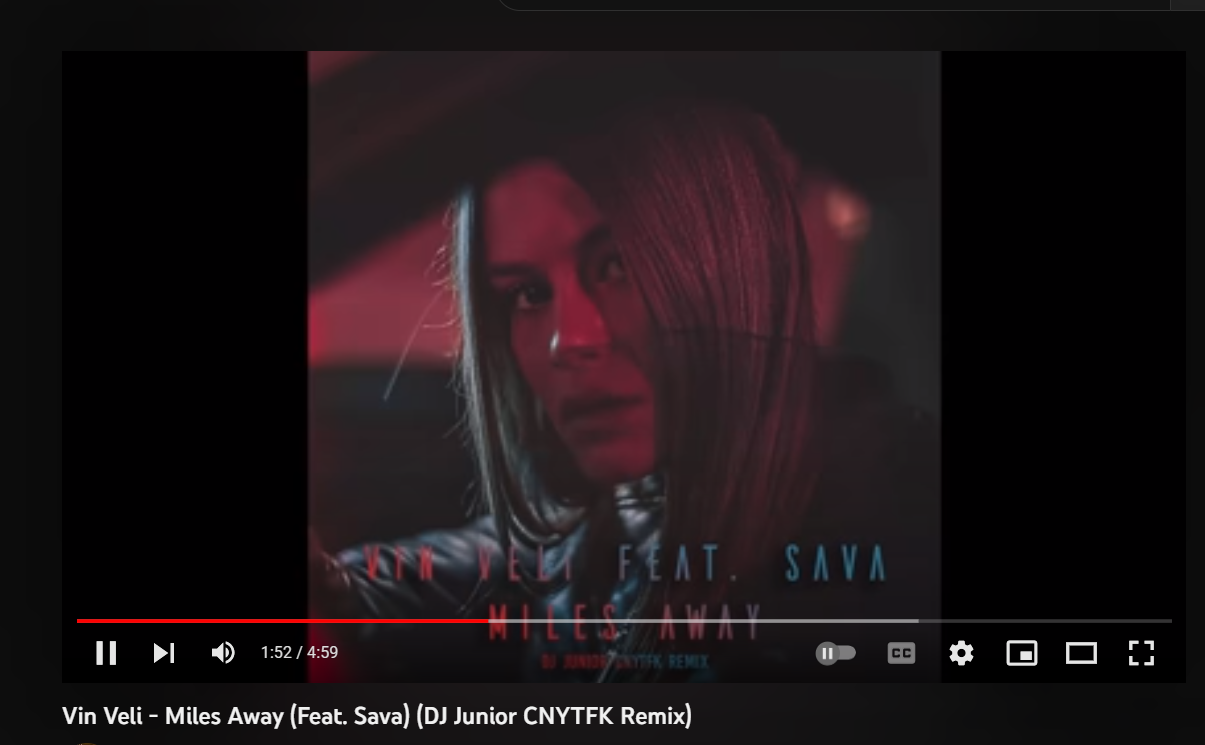 VIN VELI FEAT. SAVA
MILES AWAY
DJ JUNIOR CNYTFK REMIX
1:52 / 4:59
CC
Vin Veli - Miles Away (Feat. Sava) (DJ Junior CNYTFK Remix)